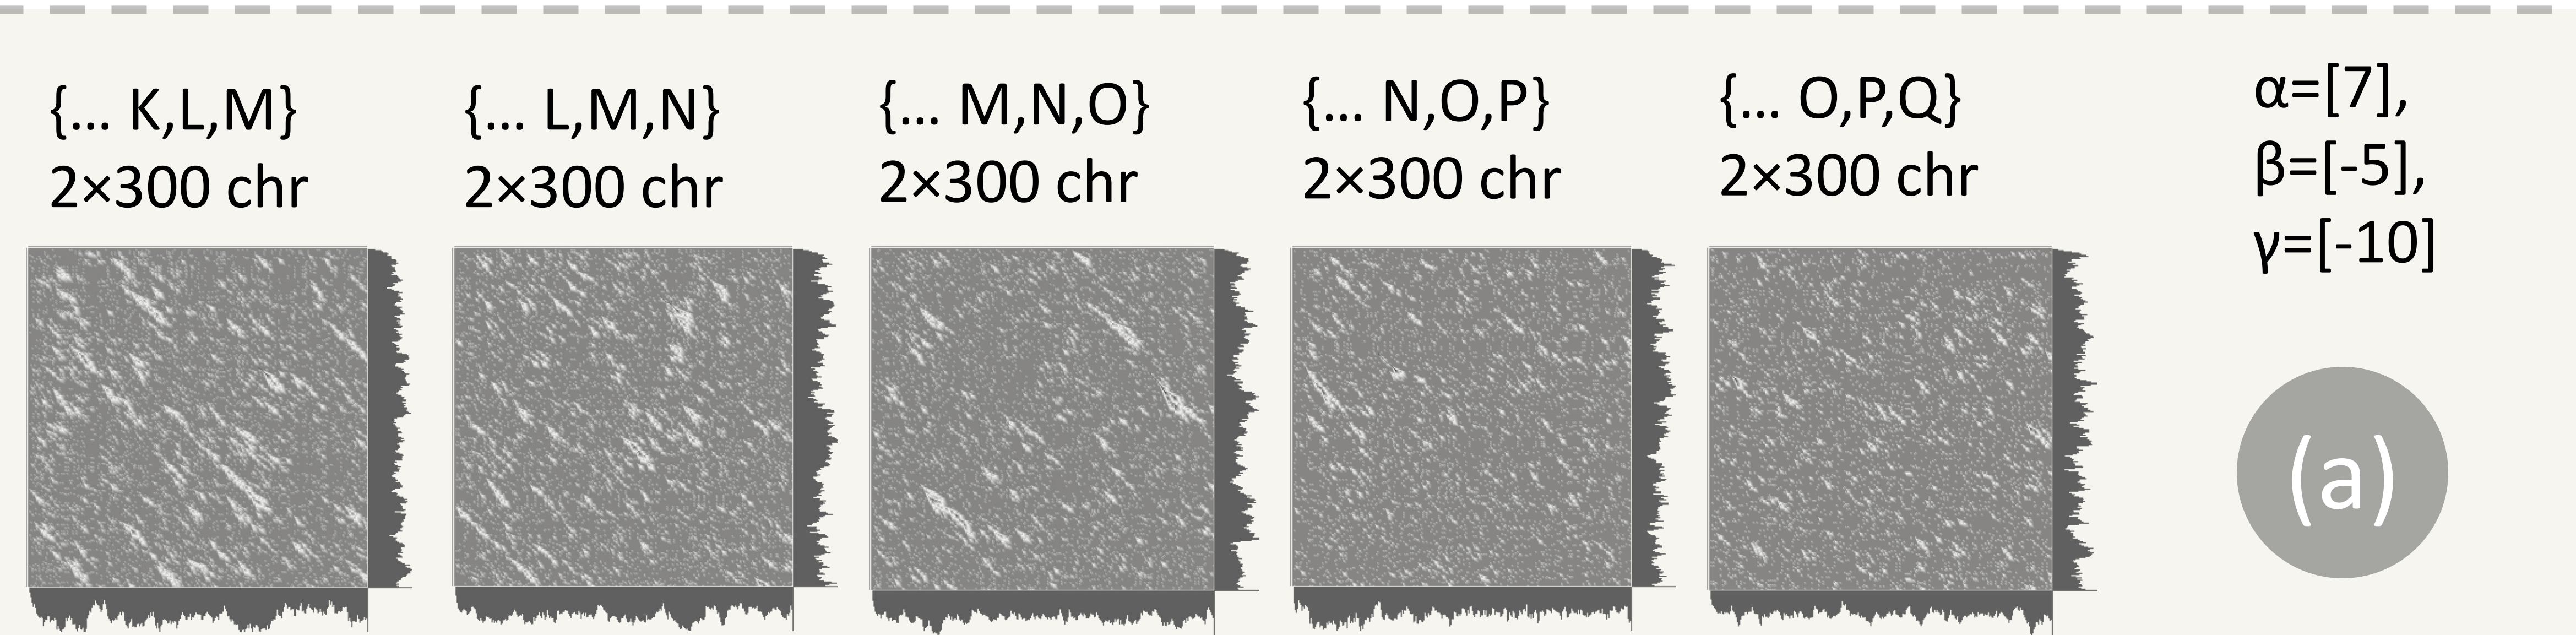 {... K,L,M}
2×300 chr
{... L,M,N}
2×300 chr
{... M,N,O}
2×300 chr
{... N,O,P}
2×300 chr
{... O,P,Q}
2×300 chr
α=[7],
β=[-5],
γ=[-10]
(a)